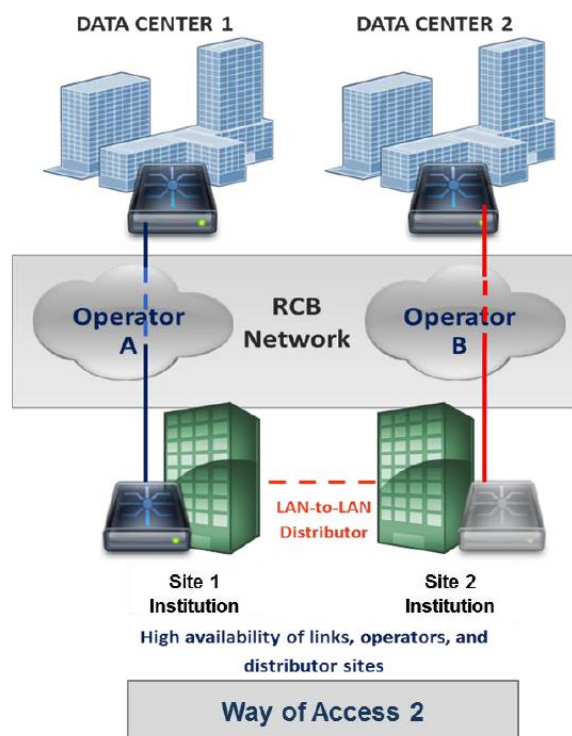 DATA CENTER 1
DATA CENTER 2
Operator
A
RCB
Network
Operator
B
LAN-to-LAN
Distributor
Site 1
Institution
Site 2
Institution
High availability of links, operators, and
distributor sites
Way of Access 2